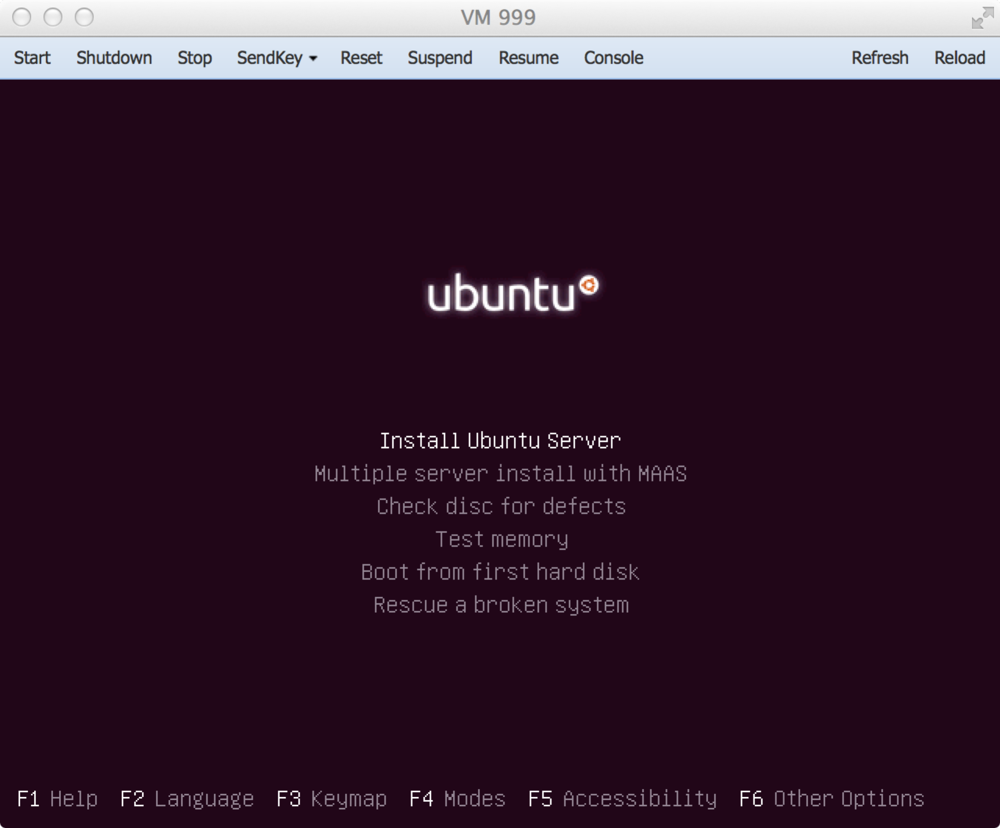 VM 999
Start Shutdown Stop SendKey Reset Suspend Resume Console Refresh Reload
ubuntu
Install Ubuntu Server
Multiple server install with MAAS
Check disc for defects
Test memory
Boot from first hard disk
Rescue a broken system
F1 Help F2 Language F3 Keymap F4 Modes F5 Accessibility F6 Other Options